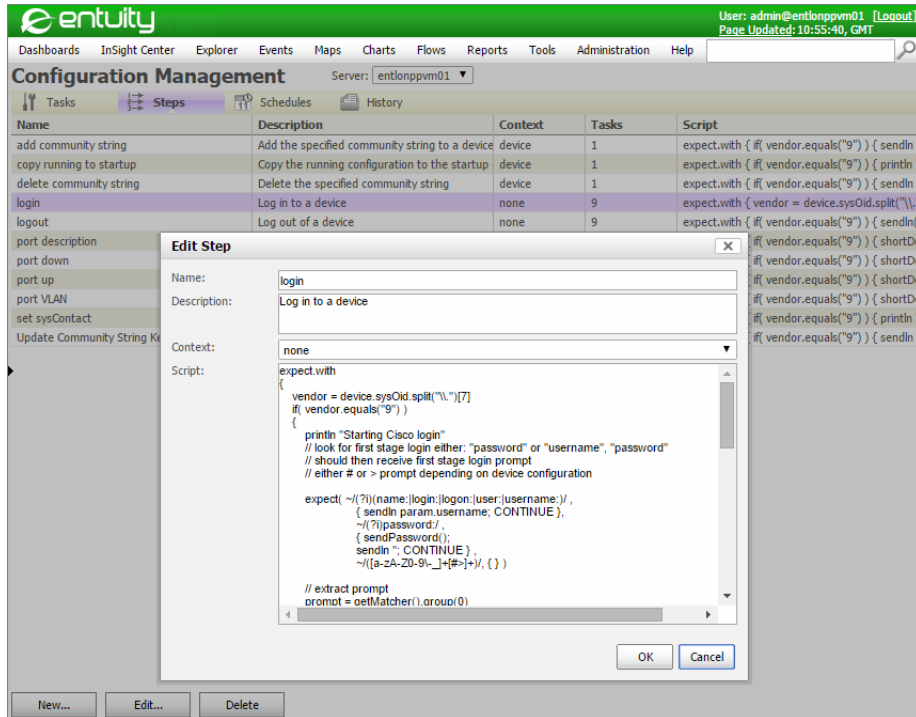 entuity
User: admin@entlonppvm01 [Logout]
Page Updated: 10:55:40, GMT
Dashboards InSight Center Explorer Events Maps Charts Flows Reports Tools Administration Help
Configuration Management Server: entlonppvm01
Tasks Steps Schedules History
Name Description Context Tasks Script
add community string Add the specified community string to a device device 1 expect.with { if( vendor.equals("9") ) { sendln
copy running to startup Copy the running configuration to the startup device 1 expect.with { if( vendor.equals("9") ) { println
delete community string Delete the specified community string device 1 expect.with { if( vendor.equals("9") ) { sendln
login Log in to a device none 9 expect.with { vendor = device.sysOid.split("\\.
logout Log out of a device none 9 expect.with { if( vendor.equals("9") ) { sendln(
port description if( vendor.equals("9") ) { shortD
port down if( vendor.equals("9") ) { shortD
port up if( vendor.equals("9") ) { shortD
port VLAN if( vendor.equals("9") ) { shortD
set sysContact if( vendor.equals("9") ) { println
Update Community String Ke if( vendor.equals("9") ) { sendln
Edit Step
Name: login
Description: Log in to a device
Context: none
Script: expect.with
{
vendor = device.sysOid.split("\\.")[7]
if( vendor.equals("9") )
{
println "Starting Cisco login"
// look for first stage login either: "password" or "username", "password"
// should then receive first stage login prompt
// either # or > prompt depending on device configuration
expect( ~/(?i)(name:|login:|logon:|user:|username:)/ ,
{ sendln param.username; CONTINUE },
~/(?i)password:/ ,
{ sendPassword();
sendln ''; CONTINUE } ,
~/([a-zA-Z0-9\-_]+[#>]+)/, { } )
// extract prompt
prompt = getMatcher().group(0)
OK Cancel
New... Edit... Delete